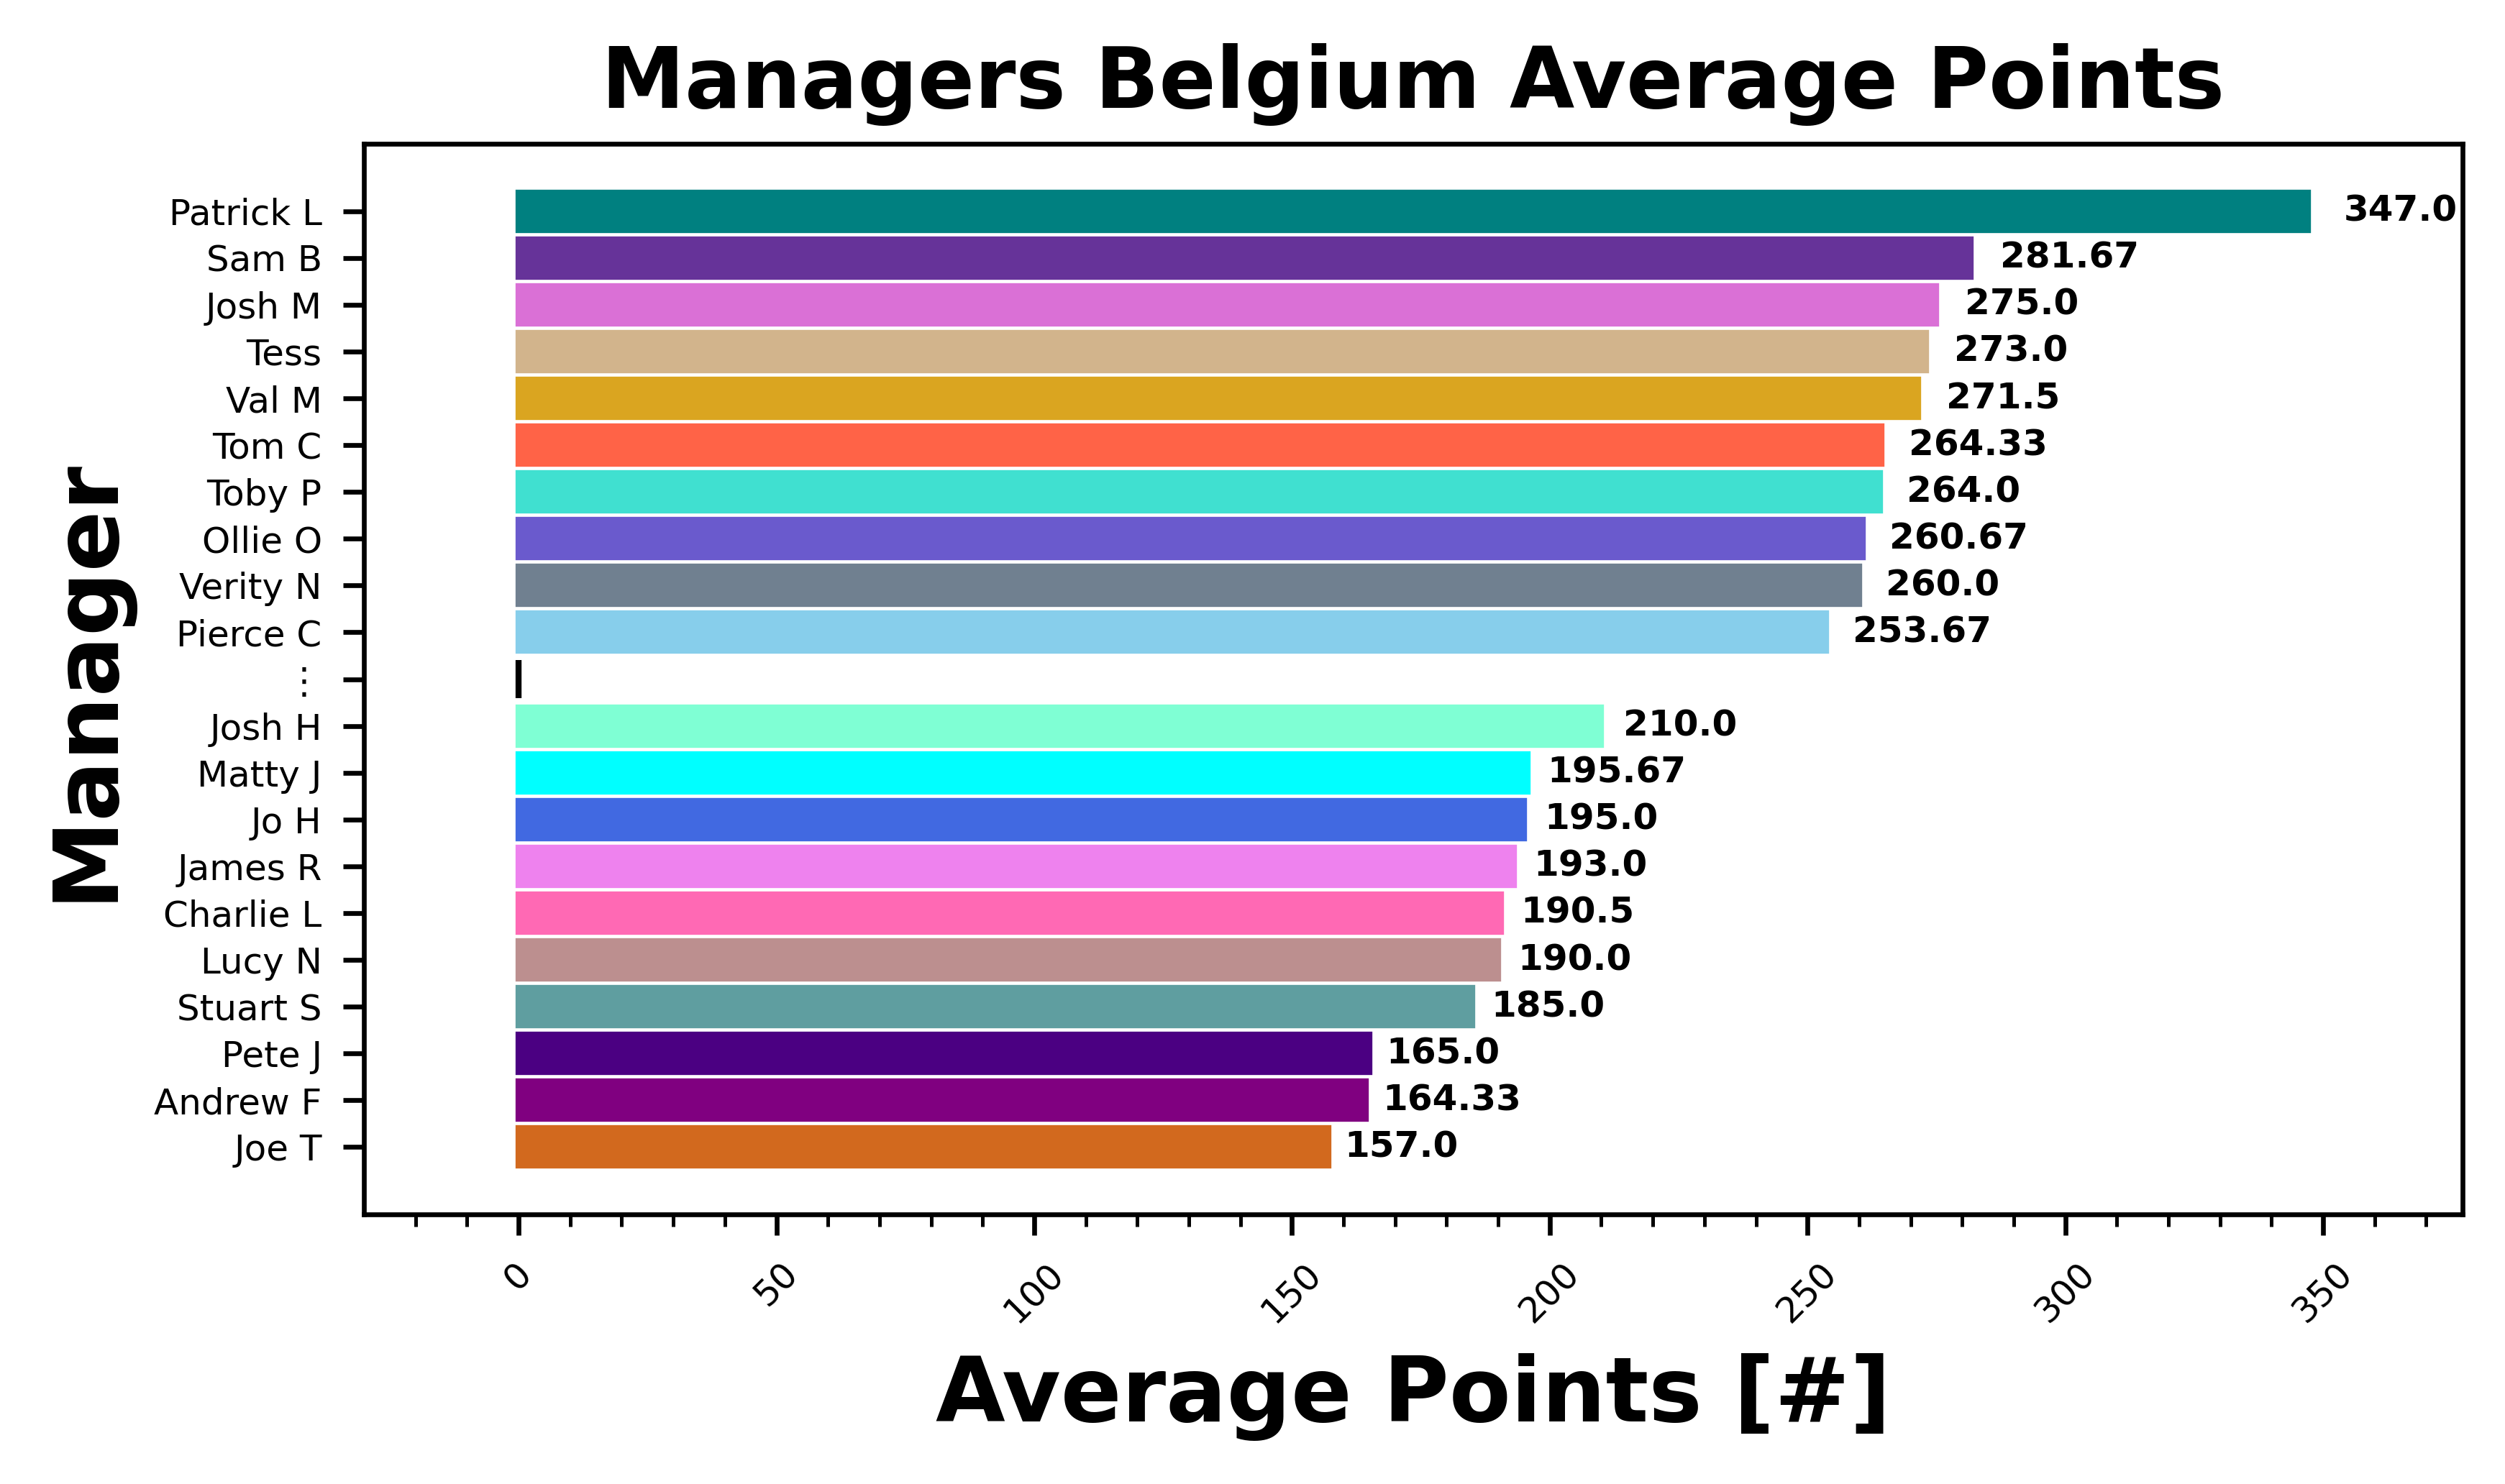 Managers Belgium Average Points
Manager
Patrick L 347.0
Sam B 281.67
Josh M 275.0
Tess 273.0
Val M 271.5
Tom C 264.33
Toby P 264.0
Ollie O 260.67
Verity N 260.0
Pierce C 253.67
⋮
Josh H 210.0
Matty J 195.67
Jo H 195.0
James R 193.0
Charlie L 190.5
Lucy N 190.0
Stuart S 185.0
Pete J 165.0
Andrew F 164.33
Joe T 157.0
0 50 100 150 200 250 300 350
Average Points [#]